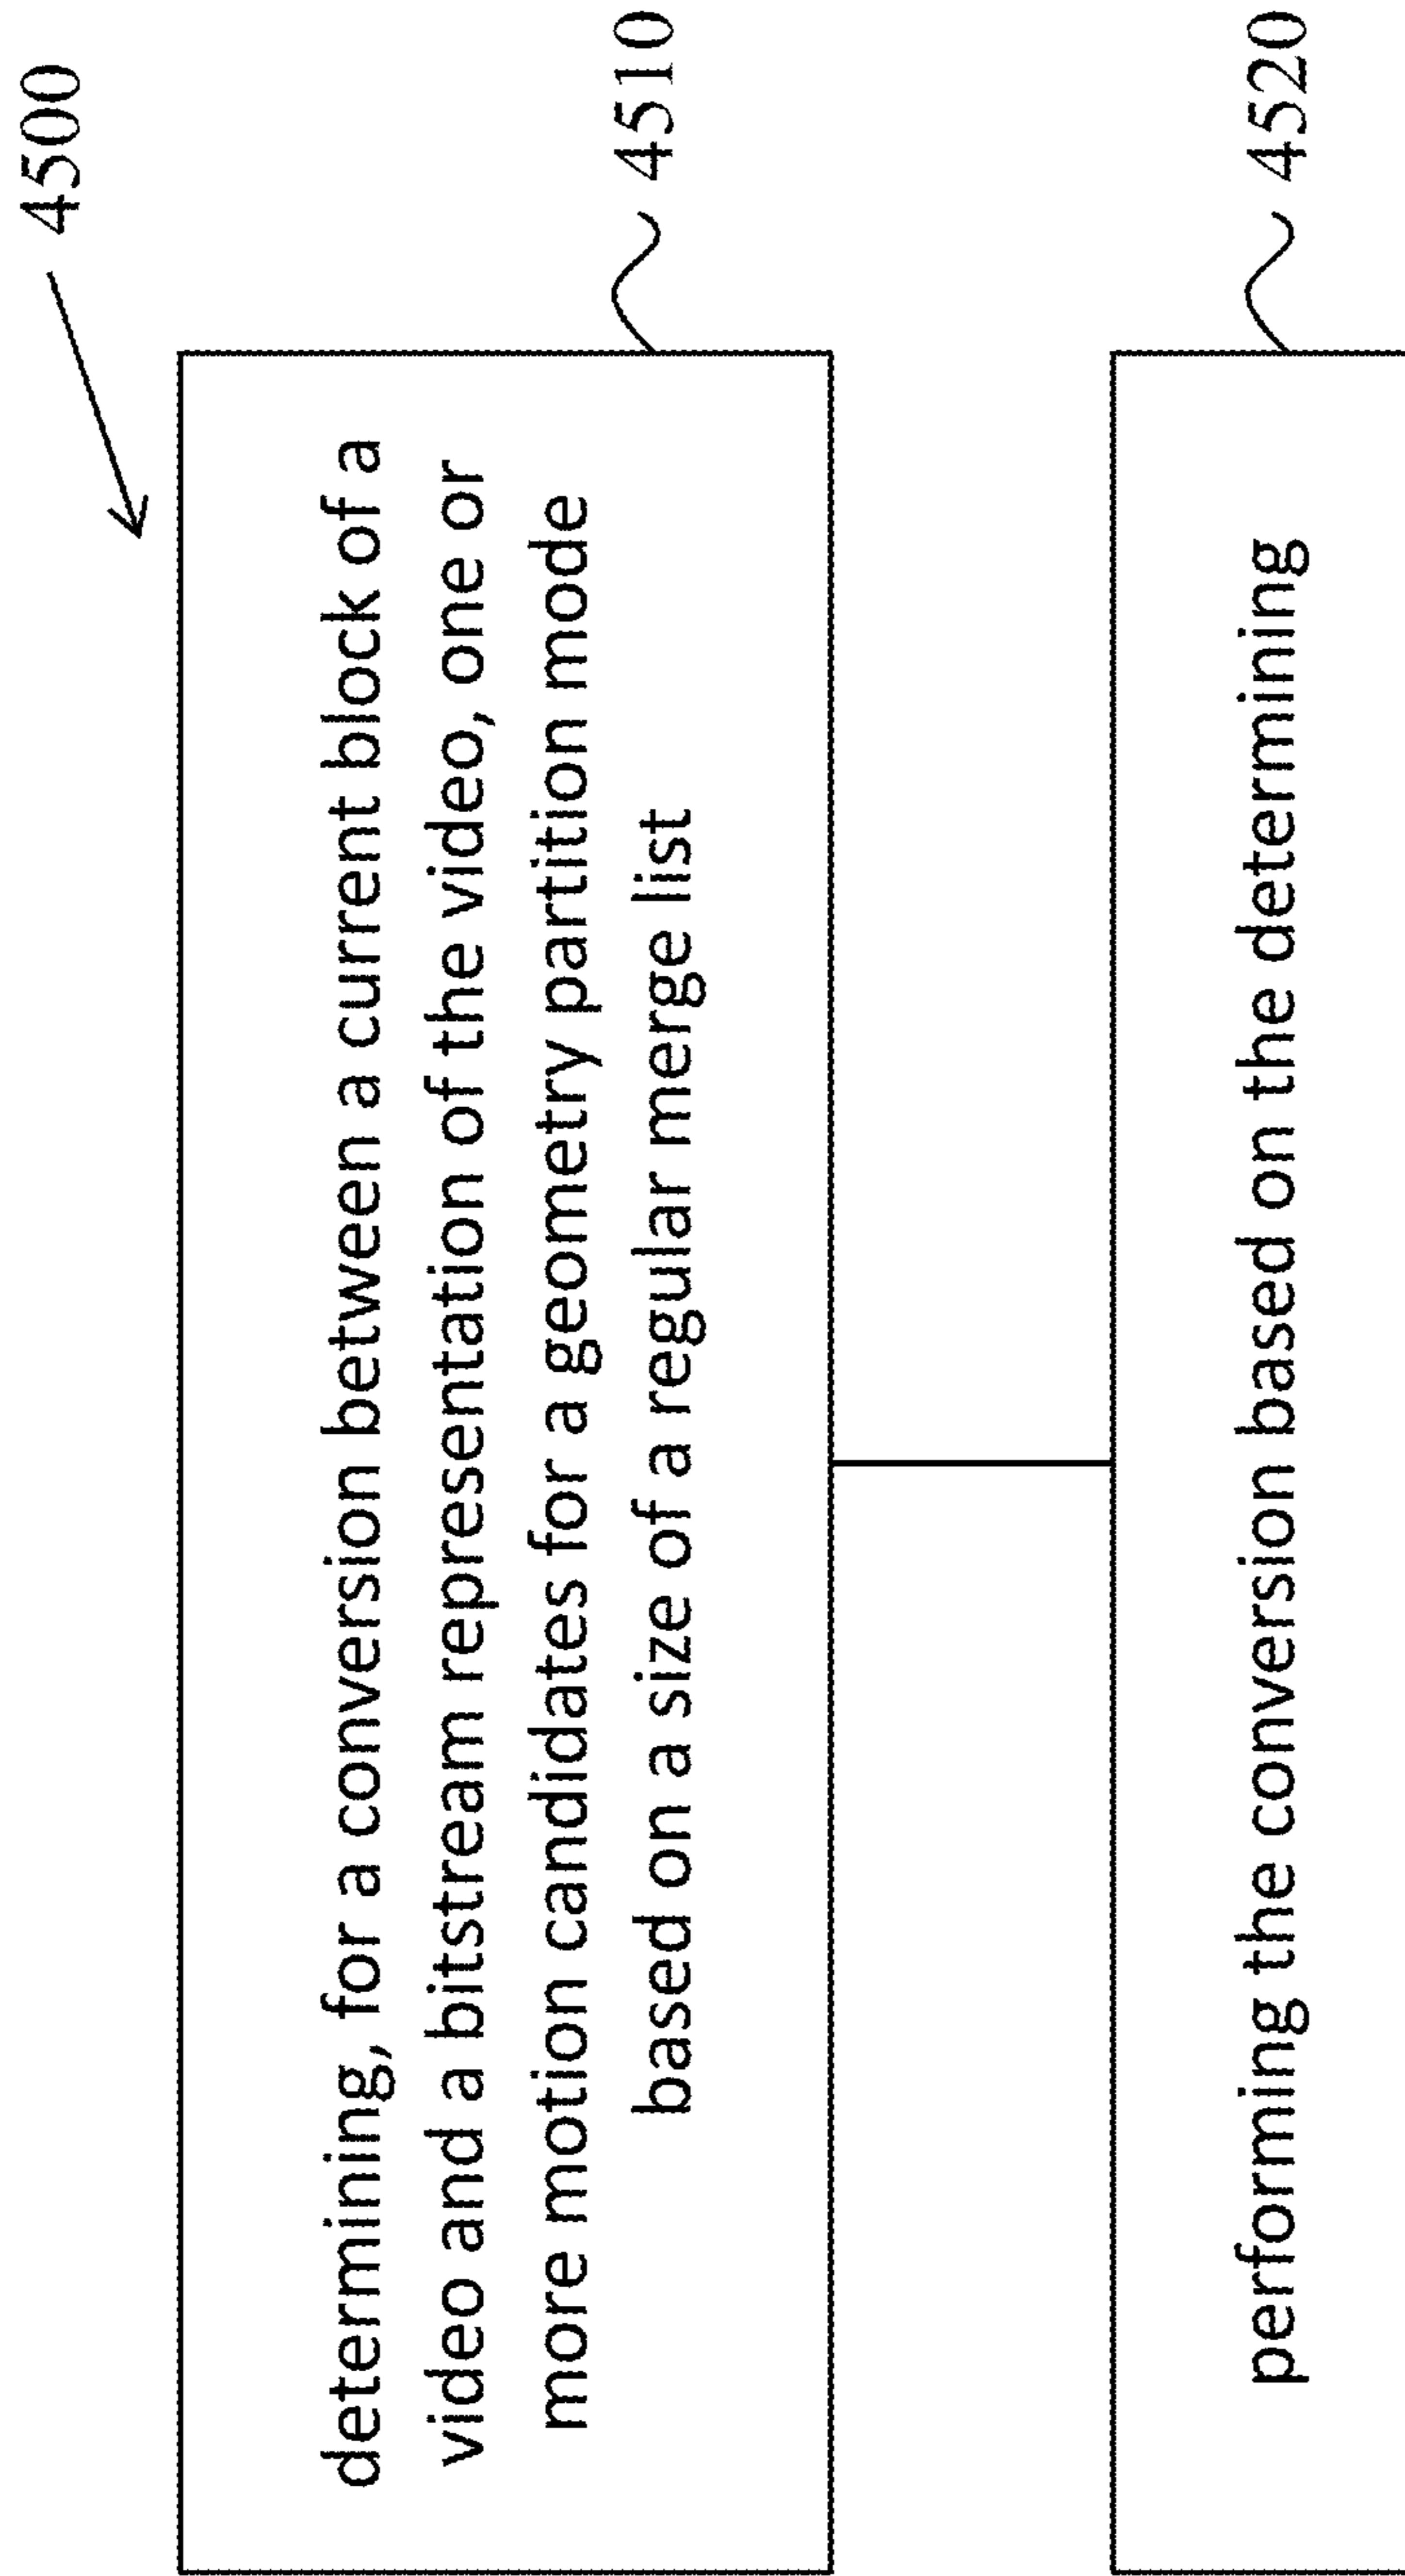 4500
determining, for a conversion between a current block of a
video and a bitstream representation of the video, one or
more motion candidates for a geometry partition mode
based on a size of a regular merge list
4510
performing the conversion based on the determining
4520